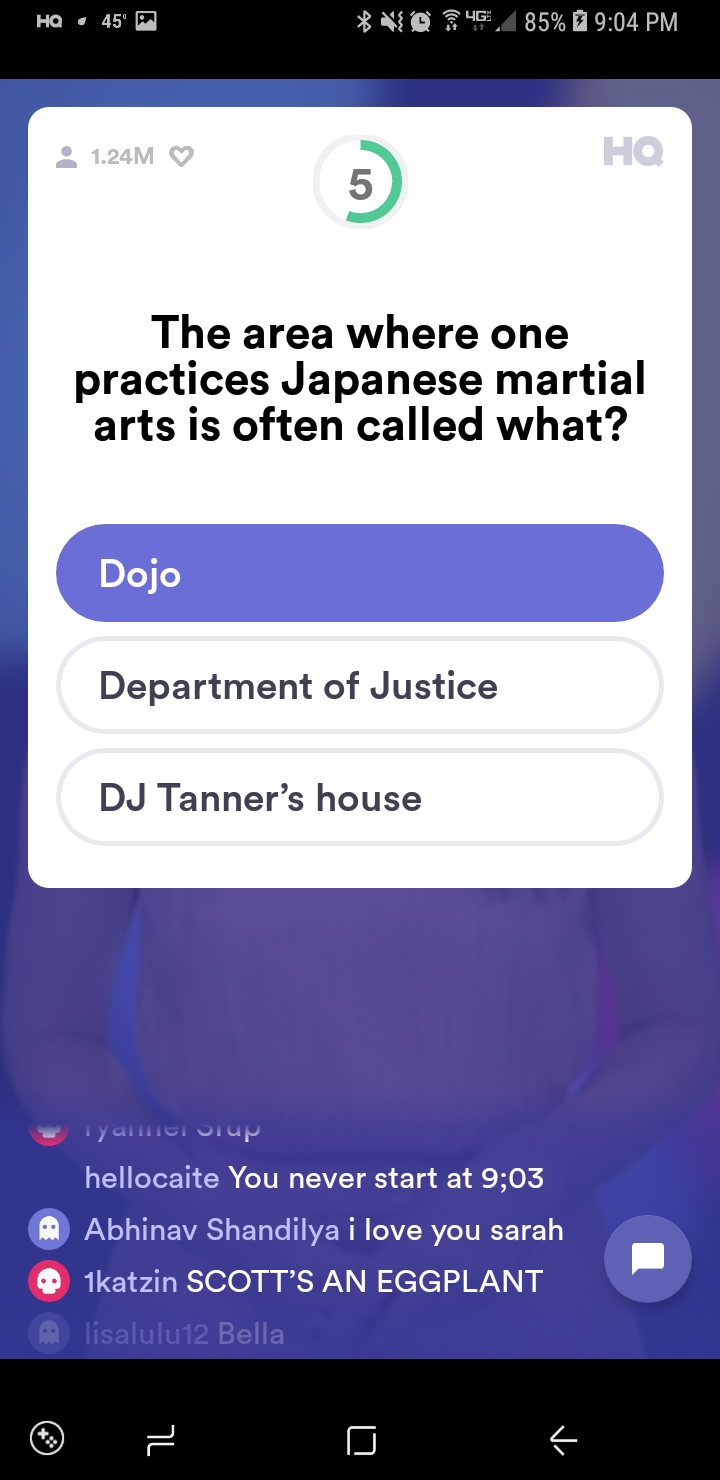 HQ 45° 4G 85% 9:04 PM
1.24M 5 HQ
The area where one
practices Japanese martial
arts is often called what?
Dojo
Department of Justice
DJ Tanner’s house
hellocaite You never start at 9;03
Abhinav Shandilya i love you sarah
1katzin SCOTT’S AN EGGPLANT
lisalulu12 Bella